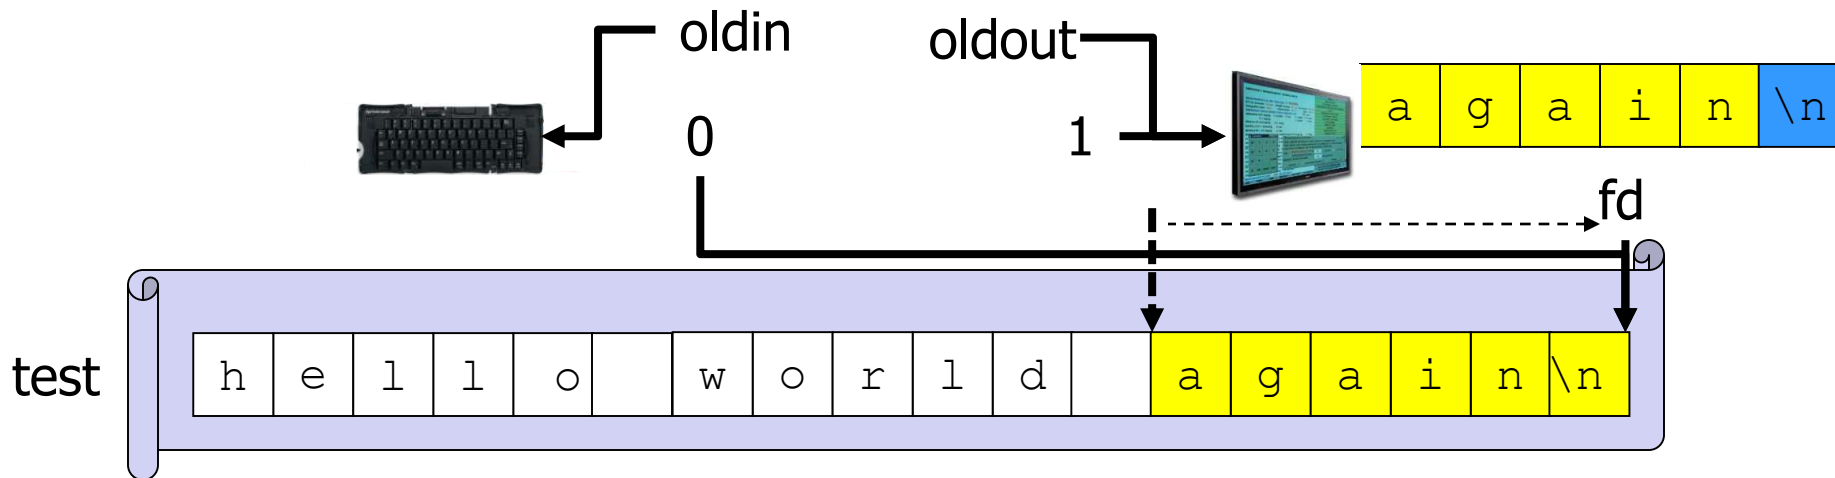 oldin
oldout
a g a i n \n
0
1
fd
test
h e l l o w o r l d a g a i n \n